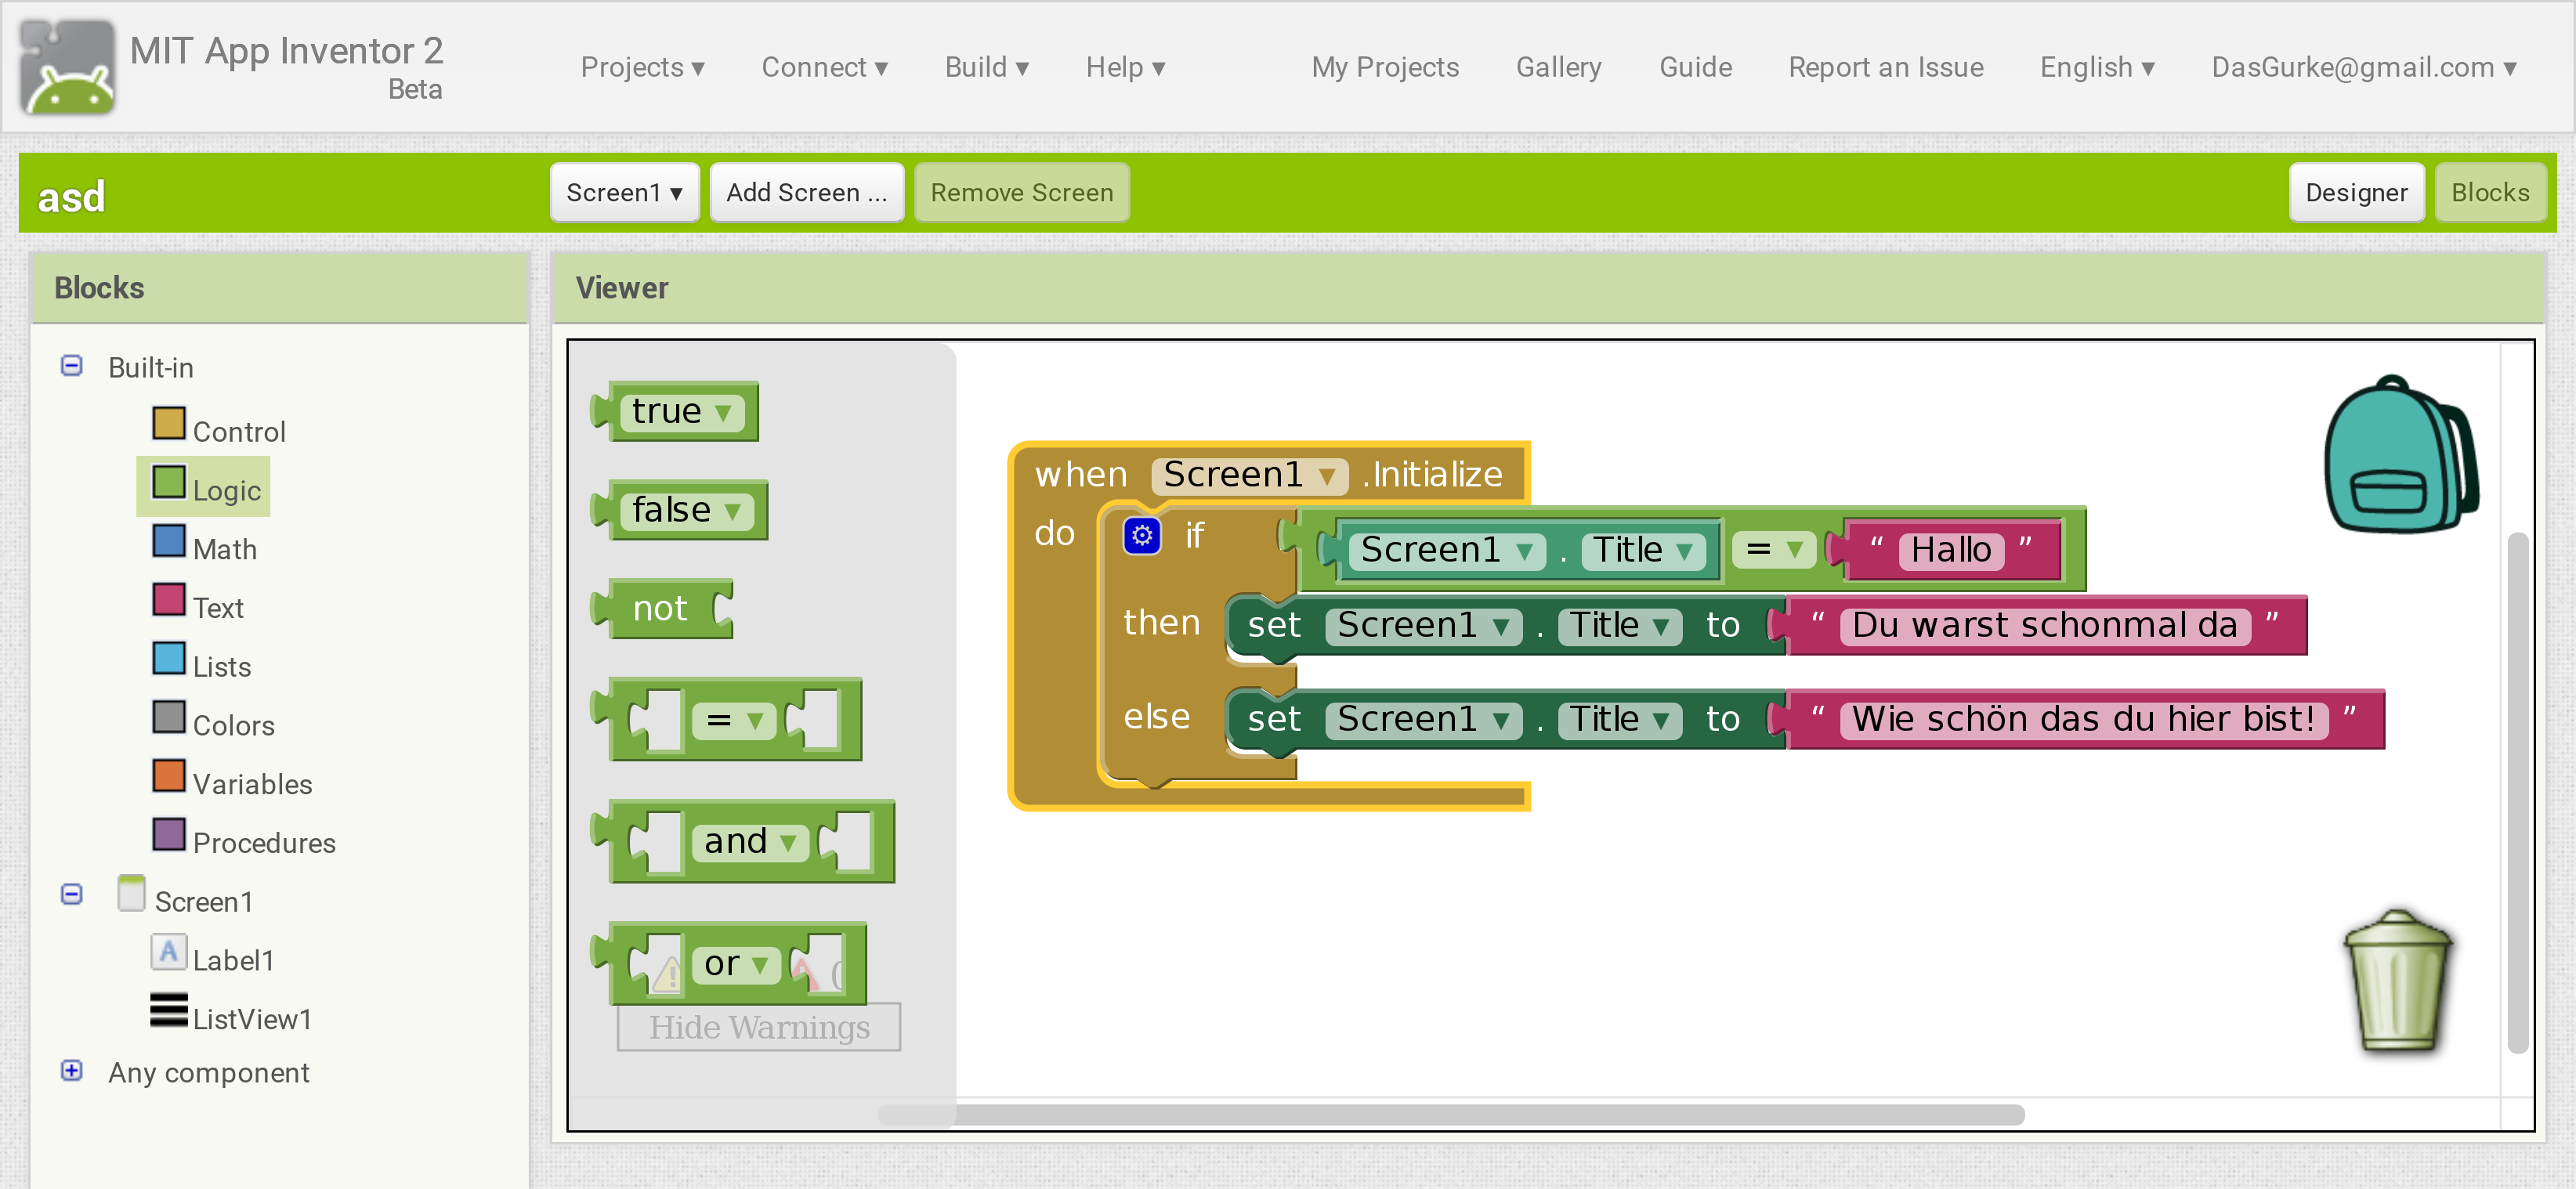 MIT App Inventor 2
Beta
Projects ▾ Connect ▾ Build ▾ Help ▾ My Projects Gallery Guide Report an Issue English ▾ DasGurke@gmail.com ▾
asd Screen1 ▾ Add Screen ... Remove Screen Designer Blocks
Blocks
Built-in
Control
Logic
Math
Text
Lists
Colors
Variables
Procedures
Screen1
Label1
ListView1
Any component
Viewer
true ▾
false ▾
not
= ▾
and ▾
or ▾
0
Hide Warnings
when Screen1 ▾ .Initialize
do if Screen1 ▾ . Title ▾ = ▾ “ Hallo ”
then set Screen1 ▾ . Title ▾ to “ Du warst schonmal da ”
else set Screen1 ▾ . Title ▾ to “ Wie schön das du hier bist! ”